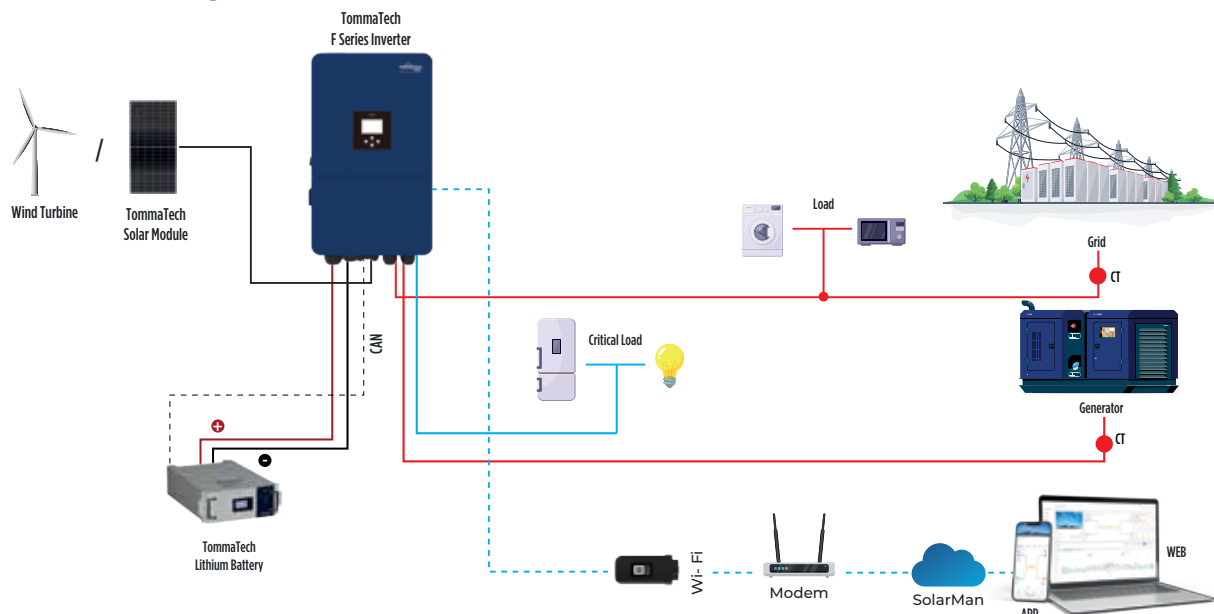 TommaTech
F Series Inverter
/
Wind Turbine
TommaTech
Solar Module
Load
Grid
CT
CAN
Critical Load
Generator
CT
+
-
TommaTech
Lithium Battery
Wi- Fi
Modem
SolarMan
APP
WEB